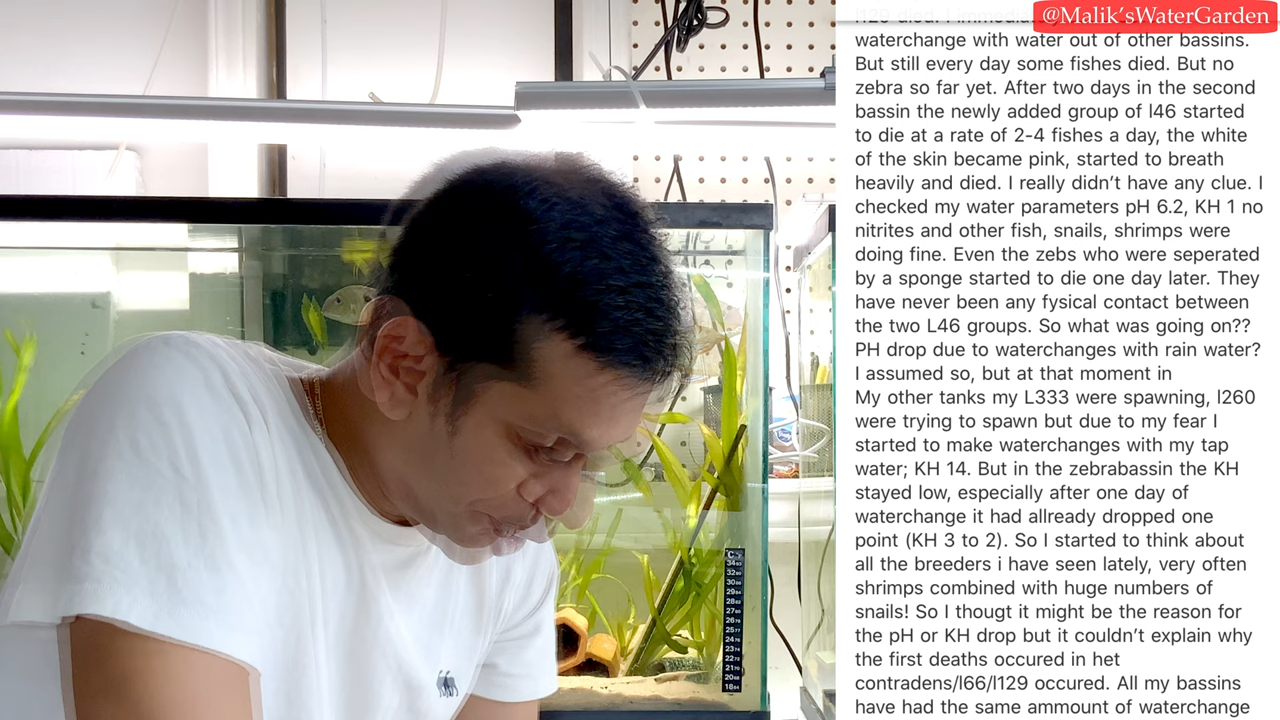 @Malik'sWaterGarden
waterchange with water out of other bassins.
But still every day some fishes died. But no
zebra so far yet. After two days in the second
bassin the newly added group of l46 started
to die at a rate of 2-4 fishes a day, the white
of the skin became pink, started to breath
heavily and died. I really didn’t have any clue. I
checked my water parameters pH 6.2, KH 1 no
nitrites and other fish, snails, shrimps were
doing fine. Even the zebs who were seperated
by a sponge started to die one day later. They
have never been any fysical contact between
the two L46 groups. So what was going on??
PH drop due to waterchanges with rain water?
I assumed so, but at that moment in
My other tanks my L333 were spawning, l260
were trying to spawn but due to my fear I
started to make waterchanges with my tap
water; KH 14. But in the zebrabassin the KH
stayed low, especially after one day of
waterchange it had allready dropped one
point (KH 3 to 2). So I started to think about
all the breeders i have seen lately, very often
shrimps combined with huge numbers of
snails! So I thougt it might be the reason for
the pH or KH drop but it couldn’t explain why
the first deaths occured in het
contradens/l66/l129 occured. All my bassins
have had the same ammount of waterchange